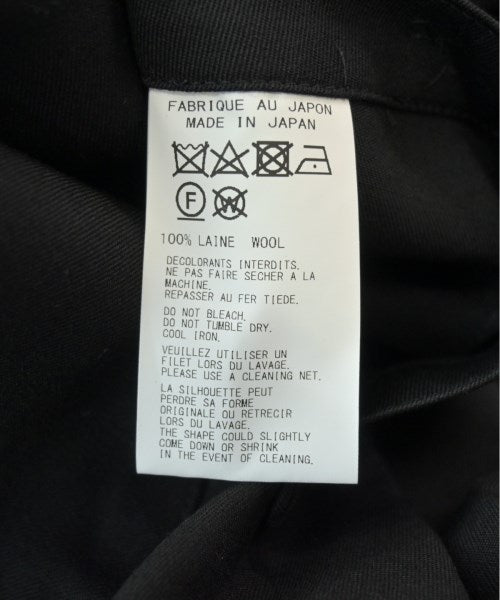 FABRIQUE AU JAPON
MADE IN JAPAN
F
W
100% LAINE WOOL
DECOLORANTS INTERDITS.
NE PAS FAIRE SECHER A LA
MACHINE.
REPASSER AU FER TIEDE.
DO NOT BLEACH.
DO NOT TUMBLE DRY.
COOL IRON.
VEUILLEZ UTILISER UN
FILET LORS DU LAVAGE.
PLEASE USE A CLEANING NET.
LA SILHOUETTE PEUT
PERDRE SA FORME
ORIGINALE OU RETRECIR
LORS DU LAVAGE.
THE SHAPE COULD SLIGHTLY
COME DOWN OR SHRINK
IN THE EVENT OF CLEANING.